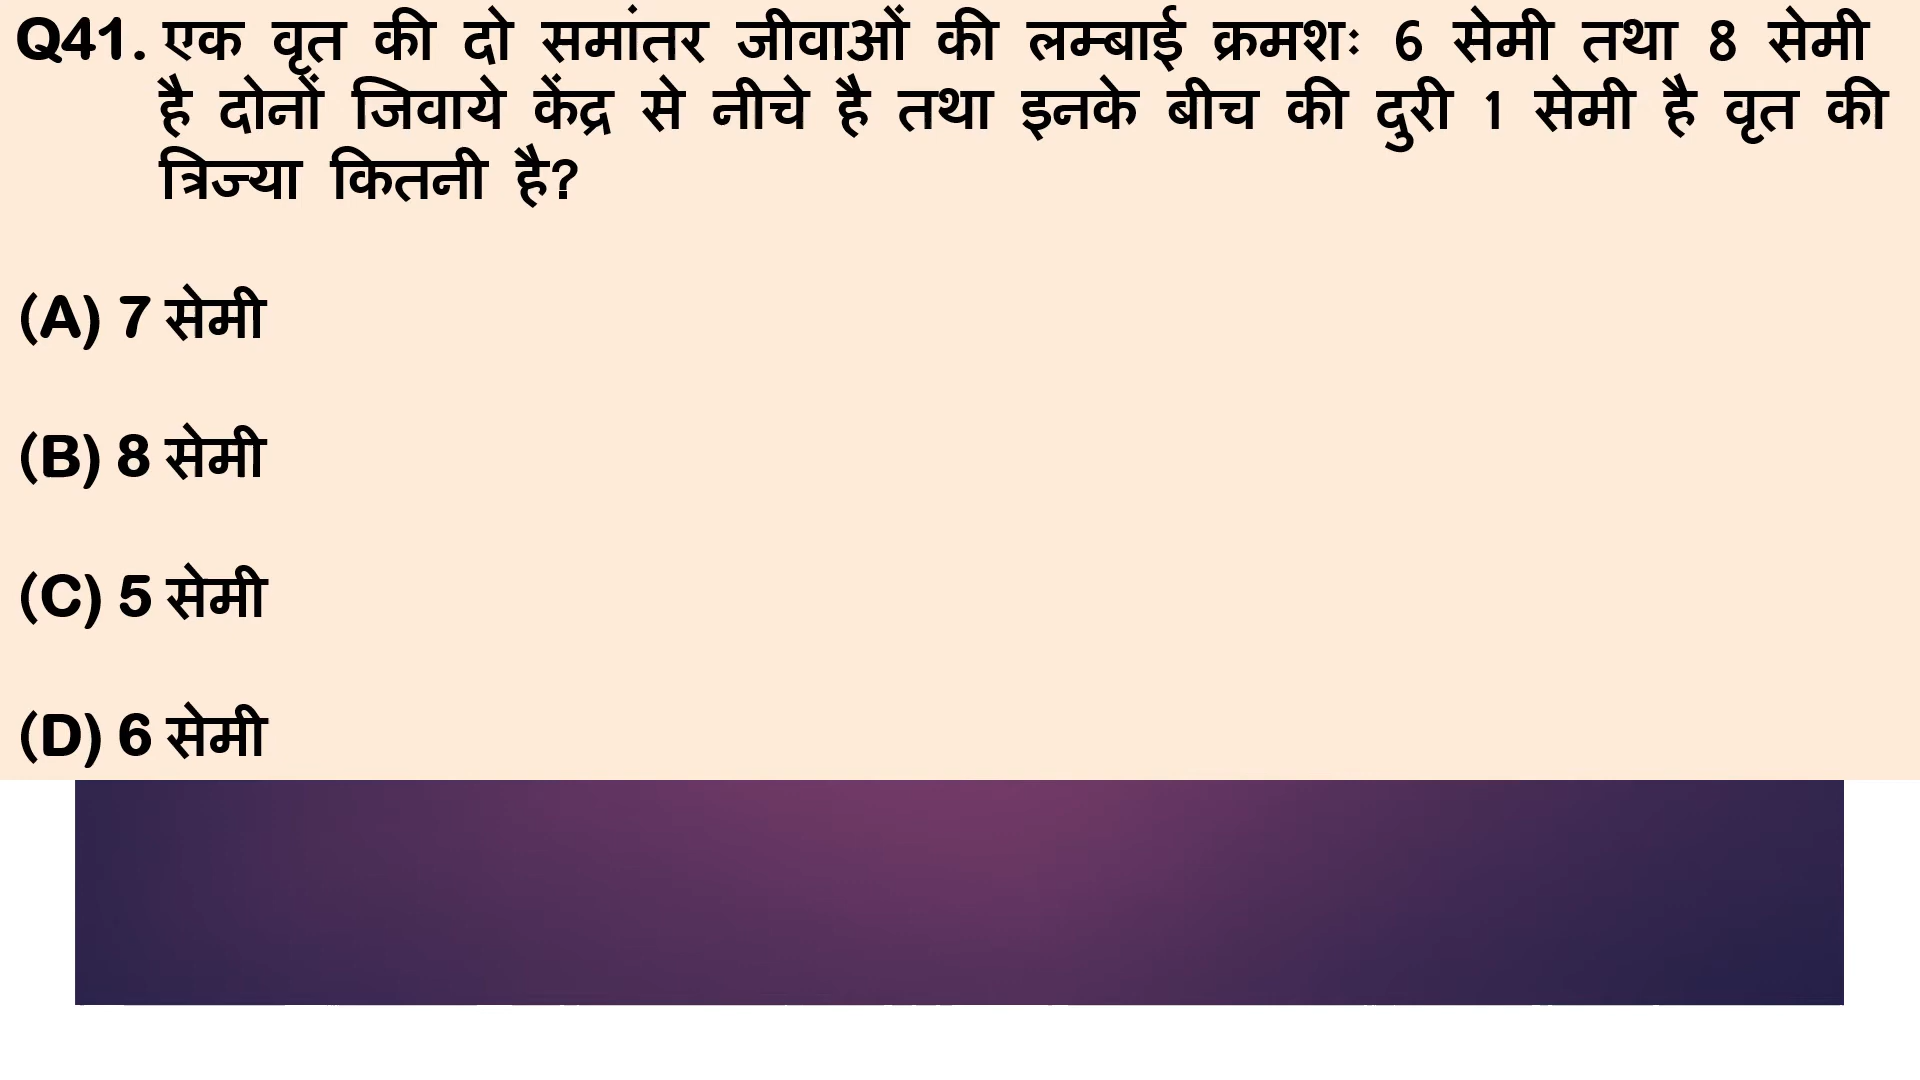 Q41. एक वृत की दो समांतर जीवाओं की लम्बाई क्रमशः 6 सेमी तथा 8 सेमी
है दोनों जिवाये केंद्र से नीचे है तथा इनके बीच की दुरी 1 सेमी है वृत की
त्रिज्या कितनी है?
(A) 7 सेमी
(B) 8 सेमी
(C) 5 सेमी
(D) 6 सेमी